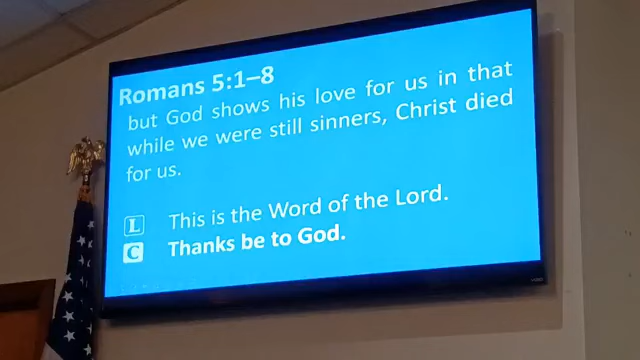 Romans 5:1–8
but God shows his love for us in that
while we were still sinners, Christ died
for us.
L This is the Word of the Lord.
C Thanks be to God.